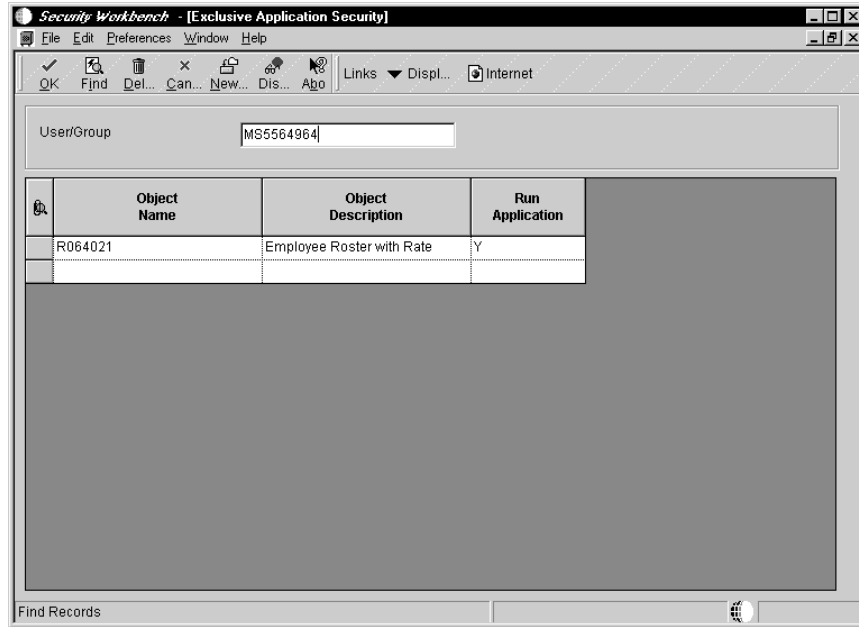 Security Workbench - [Exclusive Application Security]
File Edit Preferences Window Help
OK Find Del... Can... New... Dis... Abo Links Displ... Internet
User/Group MS5564964
Object Name Object Description Run Application
R064021 Employee Roster with Rate Y
Find Records